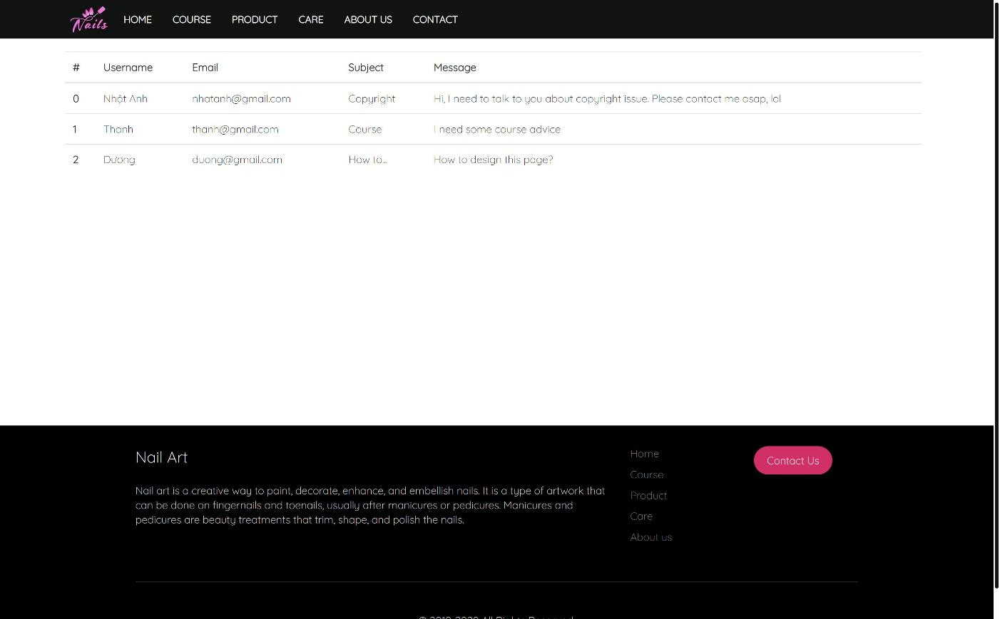 Nails HOME COURSE PRODUCT CARE ABOUT US CONTACT
# Username Email Subject Message
0 Nhật Anh nhatanh@gmail.com Copyright Hi, I need to talk to you about copyright issue. Please contact me asap, lol
1 Thanh thanh@gmail.com Course I need some course advice
2 Dương duong@gmail.com How to... How to design this page?
Nail Art
Nail art is a creative way to paint, decorate, enhance, and embellish nails. It is a type of artwork that
can be done on fingernails and toenails, usually after manicures or pedicures. Manicures and
pedicures are beauty treatments that trim, shape, and polish the nails.
Home
Course
Product
Care
About us
Contact Us
© 2019-2020 All Rights Reserved